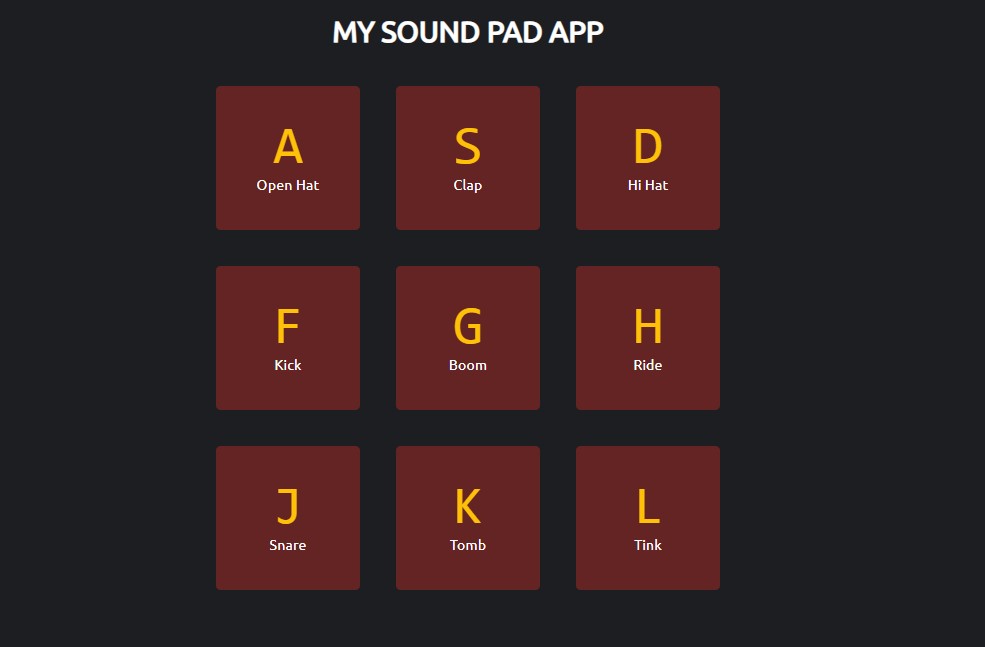 MY SOUND PAD APP
A
Open Hat
S
Clap
D
Hi Hat
F
Kick
G
Boom
H
Ride
J
Snare
K
Tomb
L
Tink